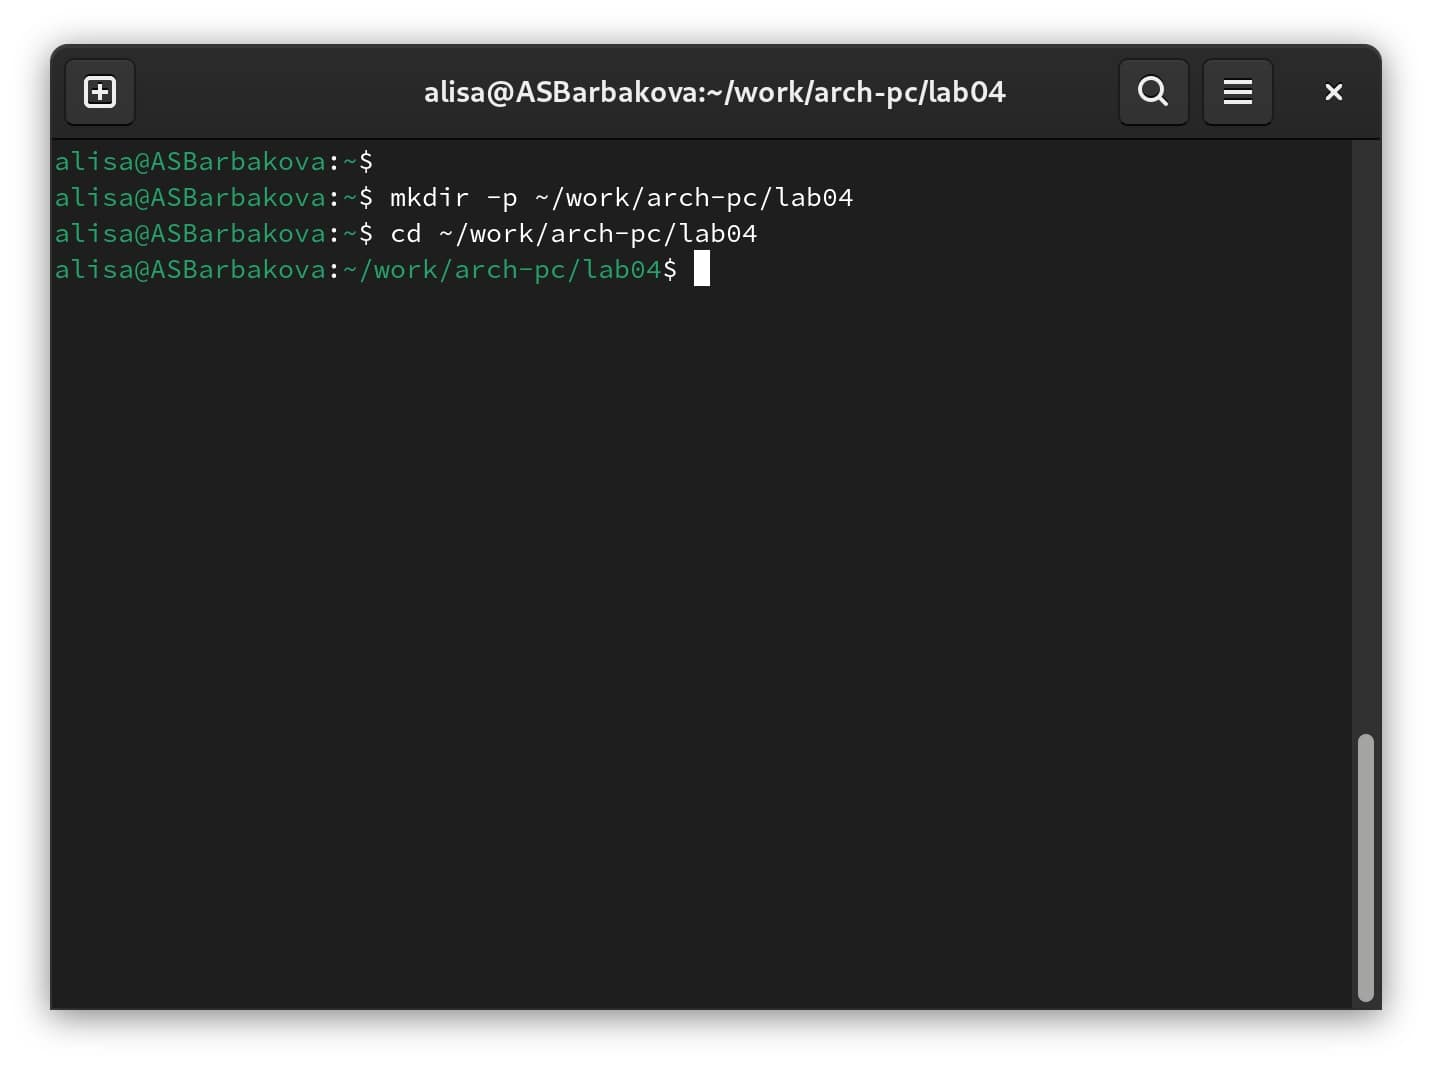 alisa@ASBarbakova:~/work/arch-pc/lab04
alisa@ASBarbakova:~$
alisa@ASBarbakova:~$ mkdir -p ~/work/arch-pc/lab04
alisa@ASBarbakova:~$ cd ~/work/arch-pc/lab04
alisa@ASBarbakova:~/work/arch-pc/lab04$